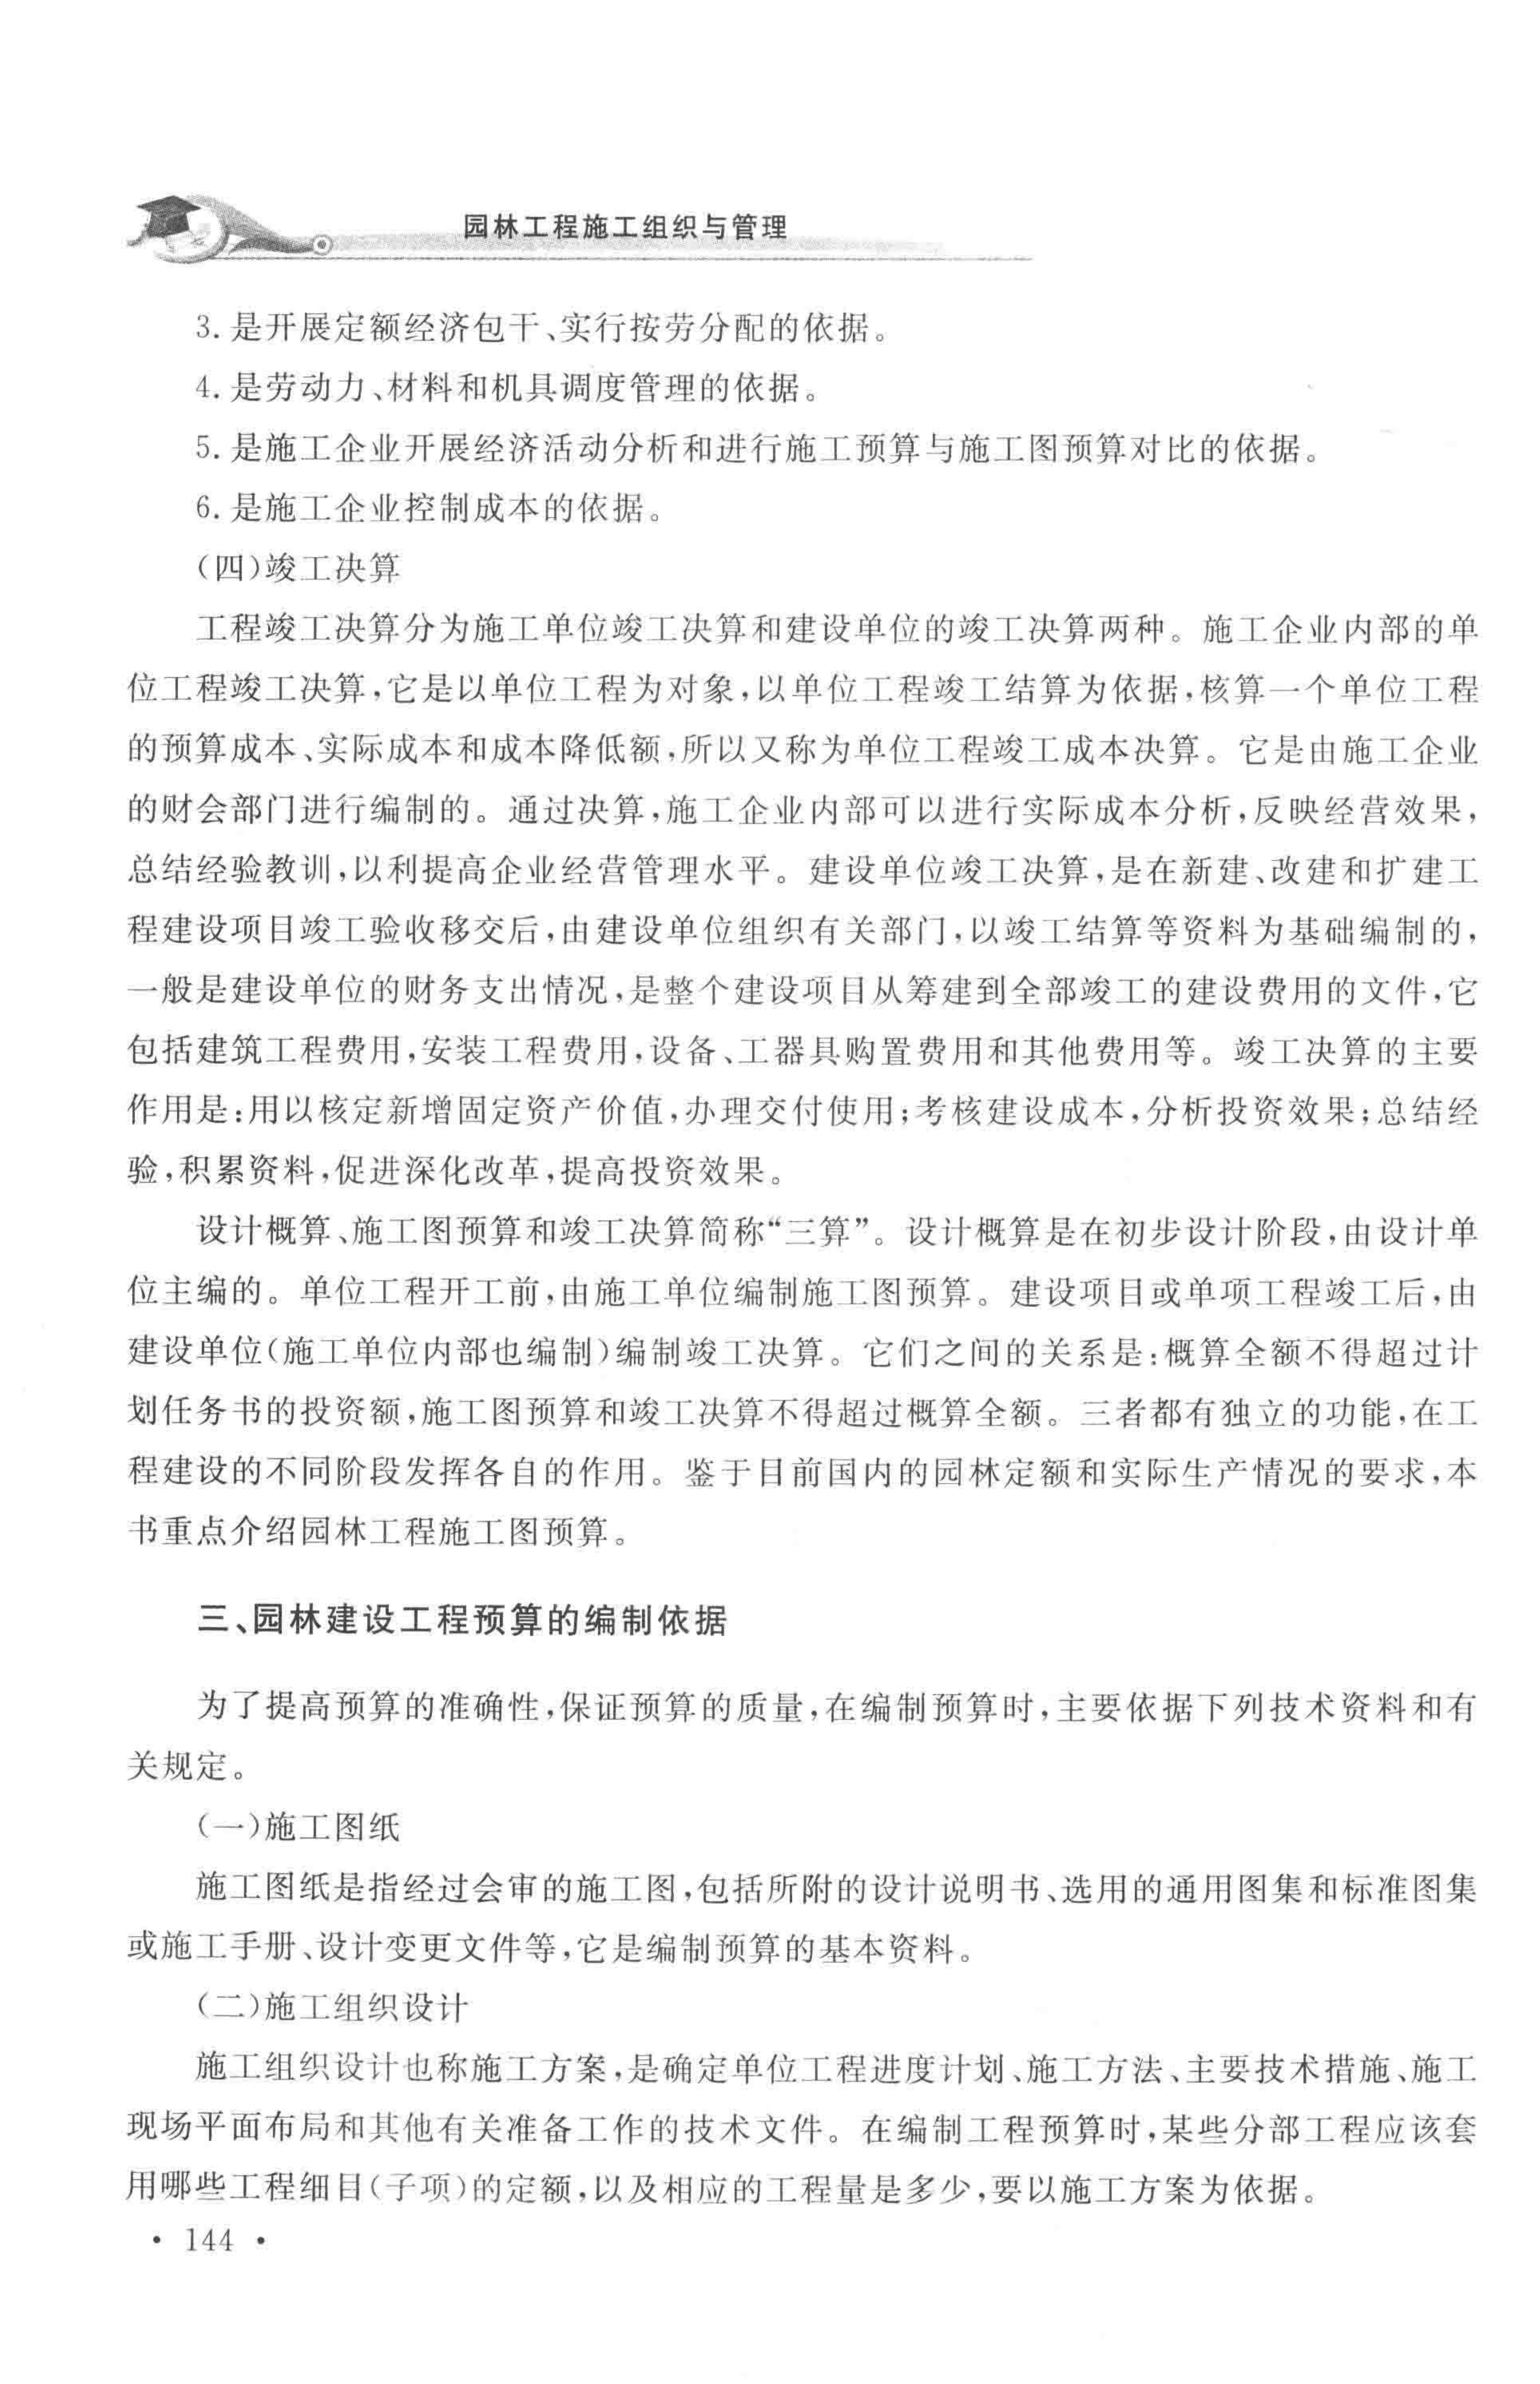 园林工程施工组织与管理
3. 是开展定额经济包干、实行按劳分配的依据。
4. 是劳动力、材料和机具调度管理的依据。
5. 是施工企业开展经济活动分析和进行施工预算与施工图预算对比的依据。
6. 是施工企业控制成本的依据。
(四)竣工决算
工程竣工决算分为施工单位竣工决算和建设单位的竣工决算两种。施工企业内部的单
位工程竣工决算,它是以单位工程为对象,以单位工程竣工结算为依据,核算一个单位工程
的预算成本、实际成本和成本降低额,所以又称为单位工程竣工成本决算。它是由施工企业
的财会部门进行编制的。通过决算,施工企业内部可以进行实际成本分析,反映经营效果,
总结经验教训,以利提高企业经营管理水平。建设单位竣工决算,是在新建、改建和扩建工
程建设项目竣工验收移交后,由建设单位组织有关部门,以竣工结算等资料为基础编制的,
一般是建设单位的财务支出情况,是整个建设项目从筹建到全部竣工的建设费用的文件,它
包括建筑工程费用,安装工程费用,设备、工器具购置费用和其他费用等。竣工决算的主要
作用是:用以核定新增固定资产价值,办理交付使用;考核建设成本,分析投资效果;总结经
验,积累资料,促进深化改革,提高投资效果。
设计概算、施工图预算和竣工决算简称“三算”。设计概算是在初步设计阶段,由设计单
位主编的。单位工程开工前,由施工单位编制施工图预算。建设项目或单项工程竣工后,由
建设单位(施工单位内部也编制)编制竣工决算。它们之间的关系是:概算全额不得超过计
划任务书的投资额,施工图预算和竣工决算不得超过概算全额。三者都有独立的功能,在工
程建设的不同阶段发挥各自的作用。鉴于目前国内的园林定额和实际生产情况的要求,本
书重点介绍园林工程施工图预算。
三、园林建设工程预算的编制依据
为了提高预算的准确性,保证预算的质量,在编制预算时,主要依据下列技术资料和有
关规定。
(一)施工图纸
施工图纸是指经过会审的施工图,包括所附的设计说明书、选用的通用图集和标准图集
或施工手册、设计变更文件等,它是编制预算的基本资料。
(二)施工组织设计
施工组织设计也称施工方案,是确定单位工程进度计划、施工方法、主要技术措施、施工
现场平面布局和其他有关准备工作的技术文件。在编制工程预算时,某些分部工程应该套
用哪些工程细目(子项)的定额,以及相应的工程量是多少,要以施工方案为依据。
· 144 ·